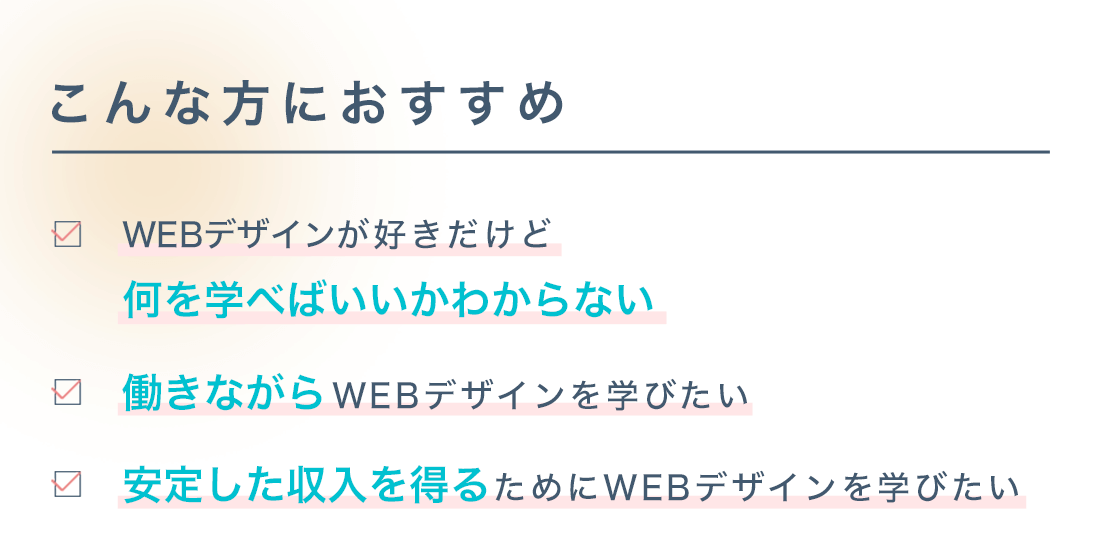 こんな方におすすめ
WEBデザインが好きだけど
何を学べばいいかわからない
働きながらWEBデザインを学びたい
安定した収入を得るためにWEBデザインを学びたい